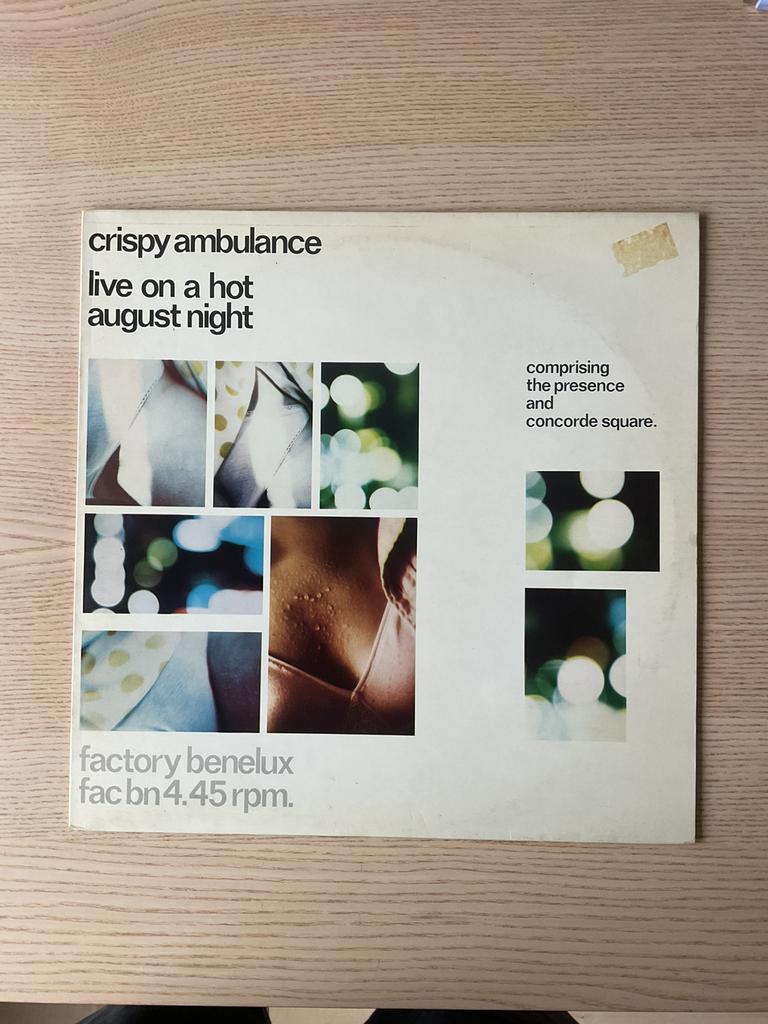 crispy ambulance
live on a hot
august night
comprising
the presence
and
concorde square.
factory benelux
fac bn 4.45 rpm.